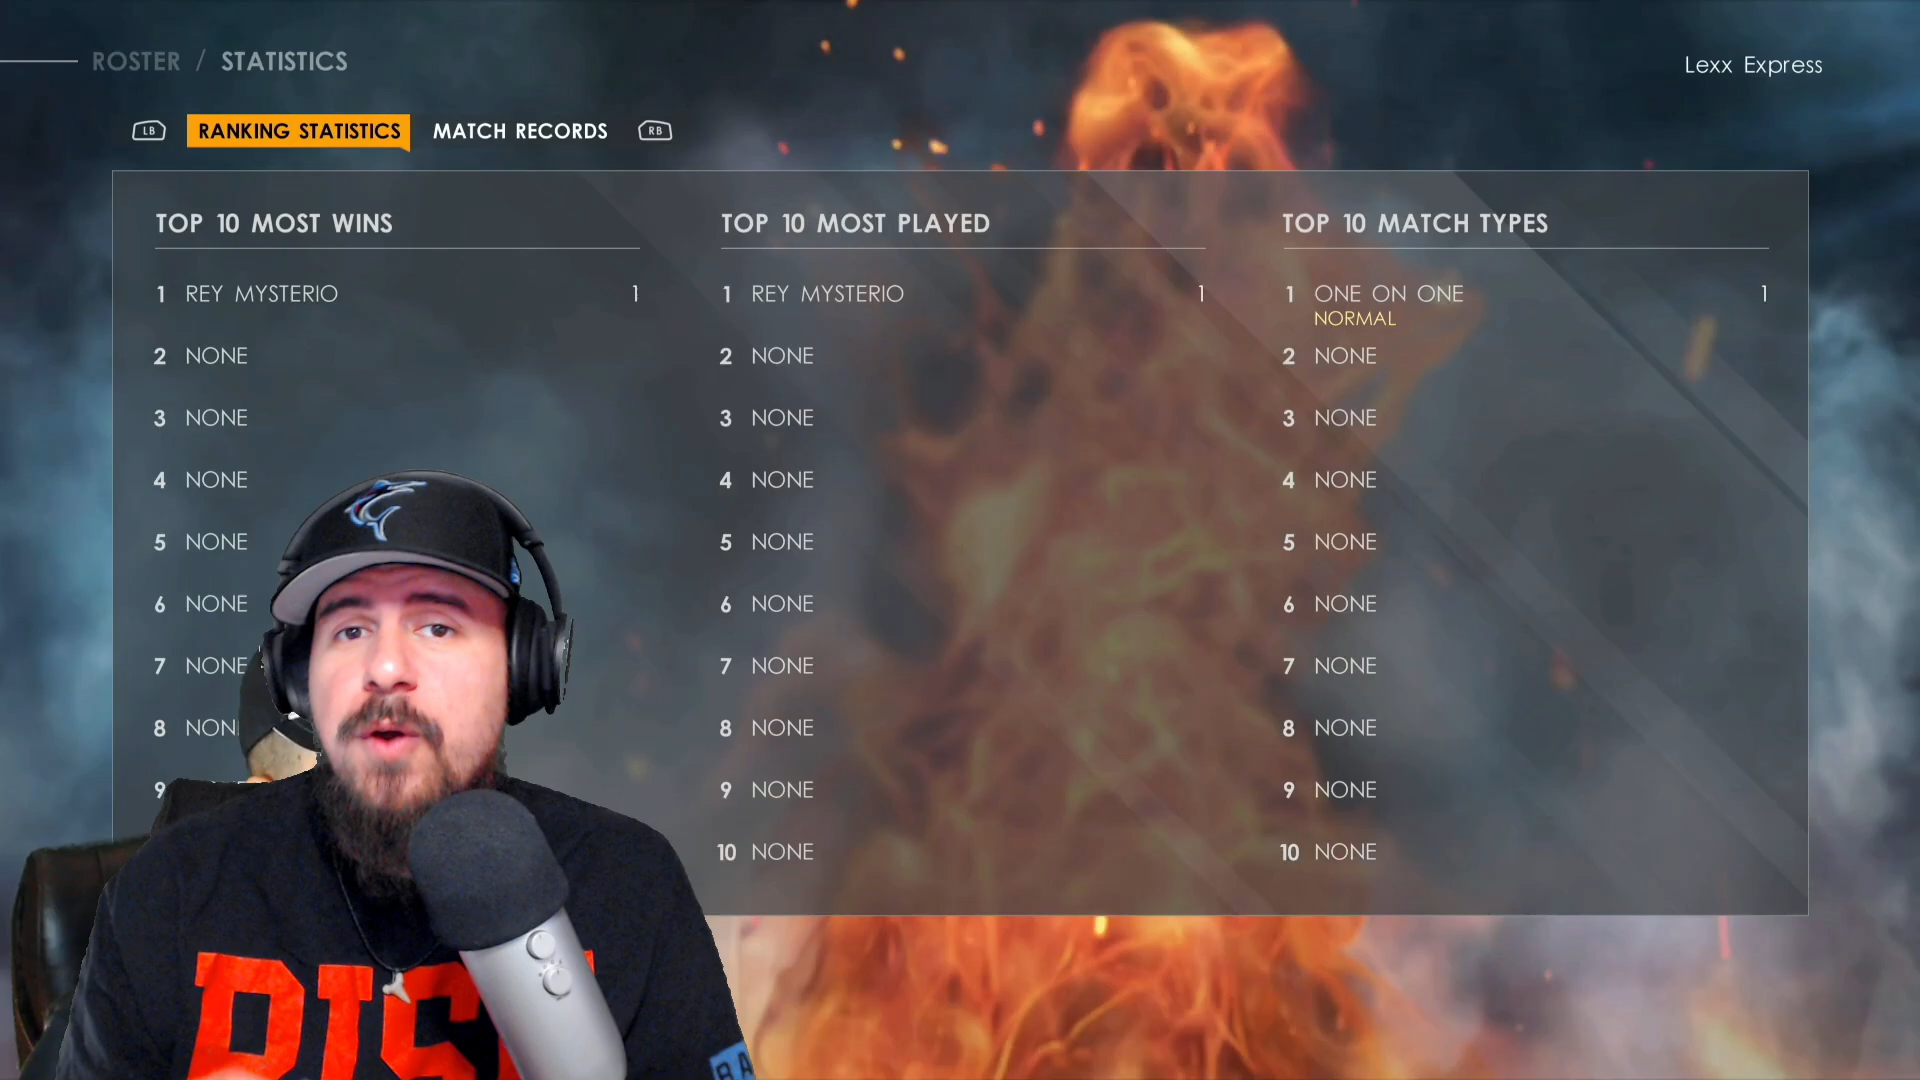 ROSTER / STATISTICS
Lexx Express
LB RANKING STATISTICS MATCH RECORDS RB
TOP 10 MOST WINS
1 REY MYSTERIO 1
2 NONE
3 NONE
4 NONE
5 NONE
6 NONE
7 NONE
8
9
TOP 10 MOST PLAYED
1 REY MYSTERIO 1
2 NONE
3 NONE
4 NONE
5 NONE
6 NONE
7 NONE
8 NONE
9 NONE
10 NONE
TOP 10 MATCH TYPES
1 ONE ON ONE 1
NORMAL
2 NONE
3 NONE
4 NONE
5 NONE
6 NONE
7 NONE
8 NONE
9 NONE
10 NONE